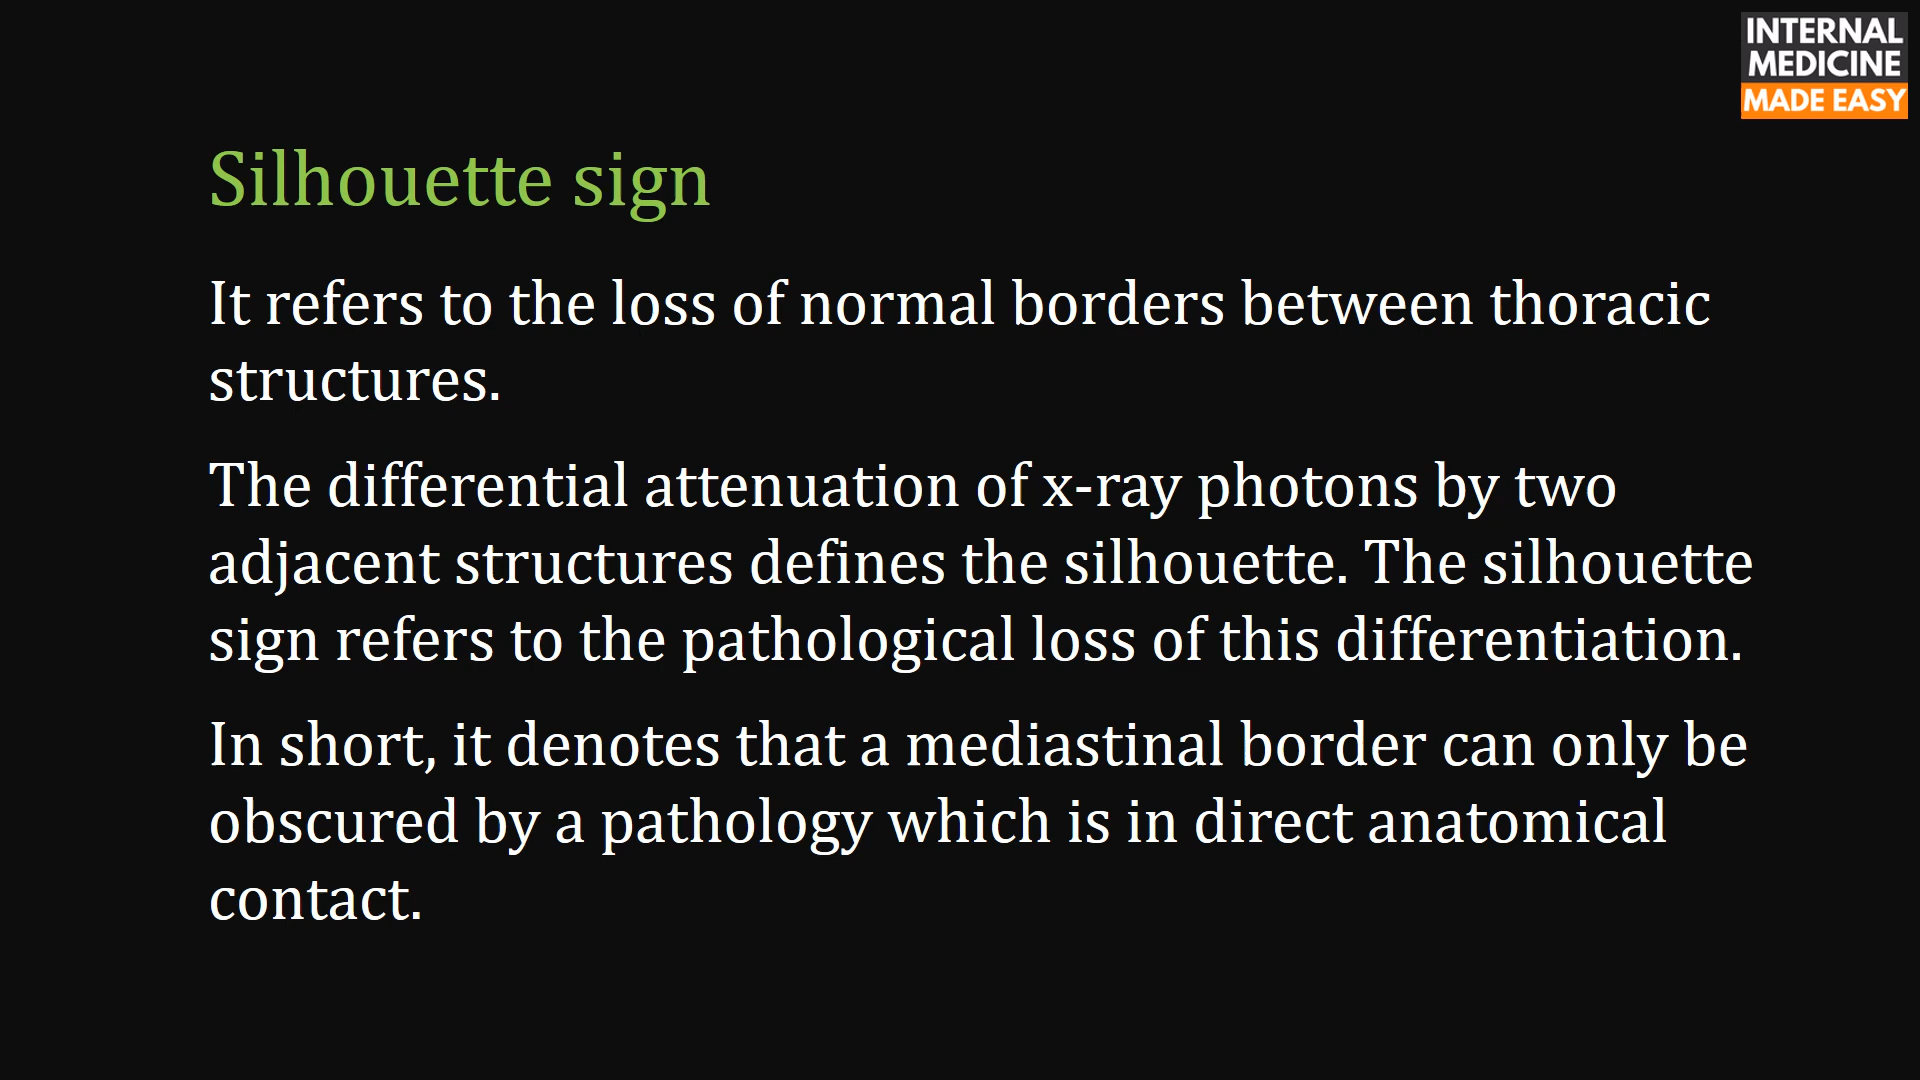 INTERNAL
MEDICINE
MADE EASY
Silhouette sign
It refers to the loss of normal borders between thoracic
structures.
The differential attenuation of x-ray photons by two
adjacent structures defines the silhouette. The silhouette
sign refers to the pathological loss of this differentiation.
In short, it denotes that a mediastinal border can only be
obscured by a pathology which is in direct anatomical
contact.